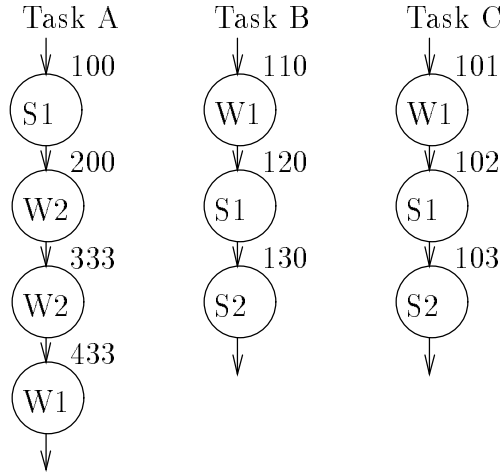 Task A Task B Task C
100 110 101
S1 W1 W1
200 120 102
W2 S1 S1
333 130 103
W2 S2 S2
433
W1